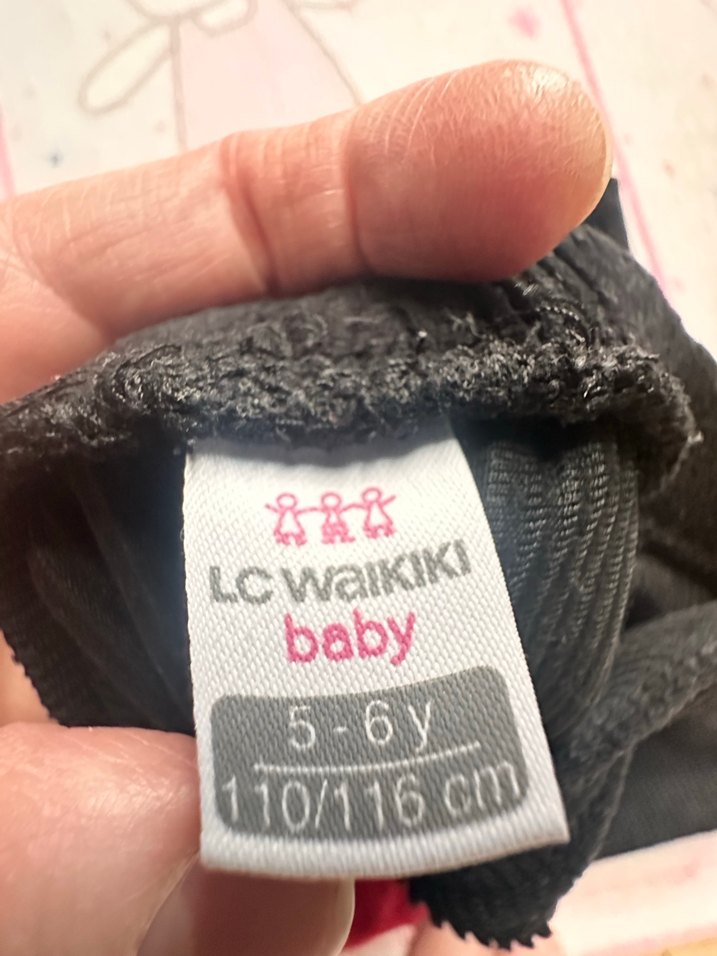 LC WAIKIKI
baby
5-6 y
110/116 cm